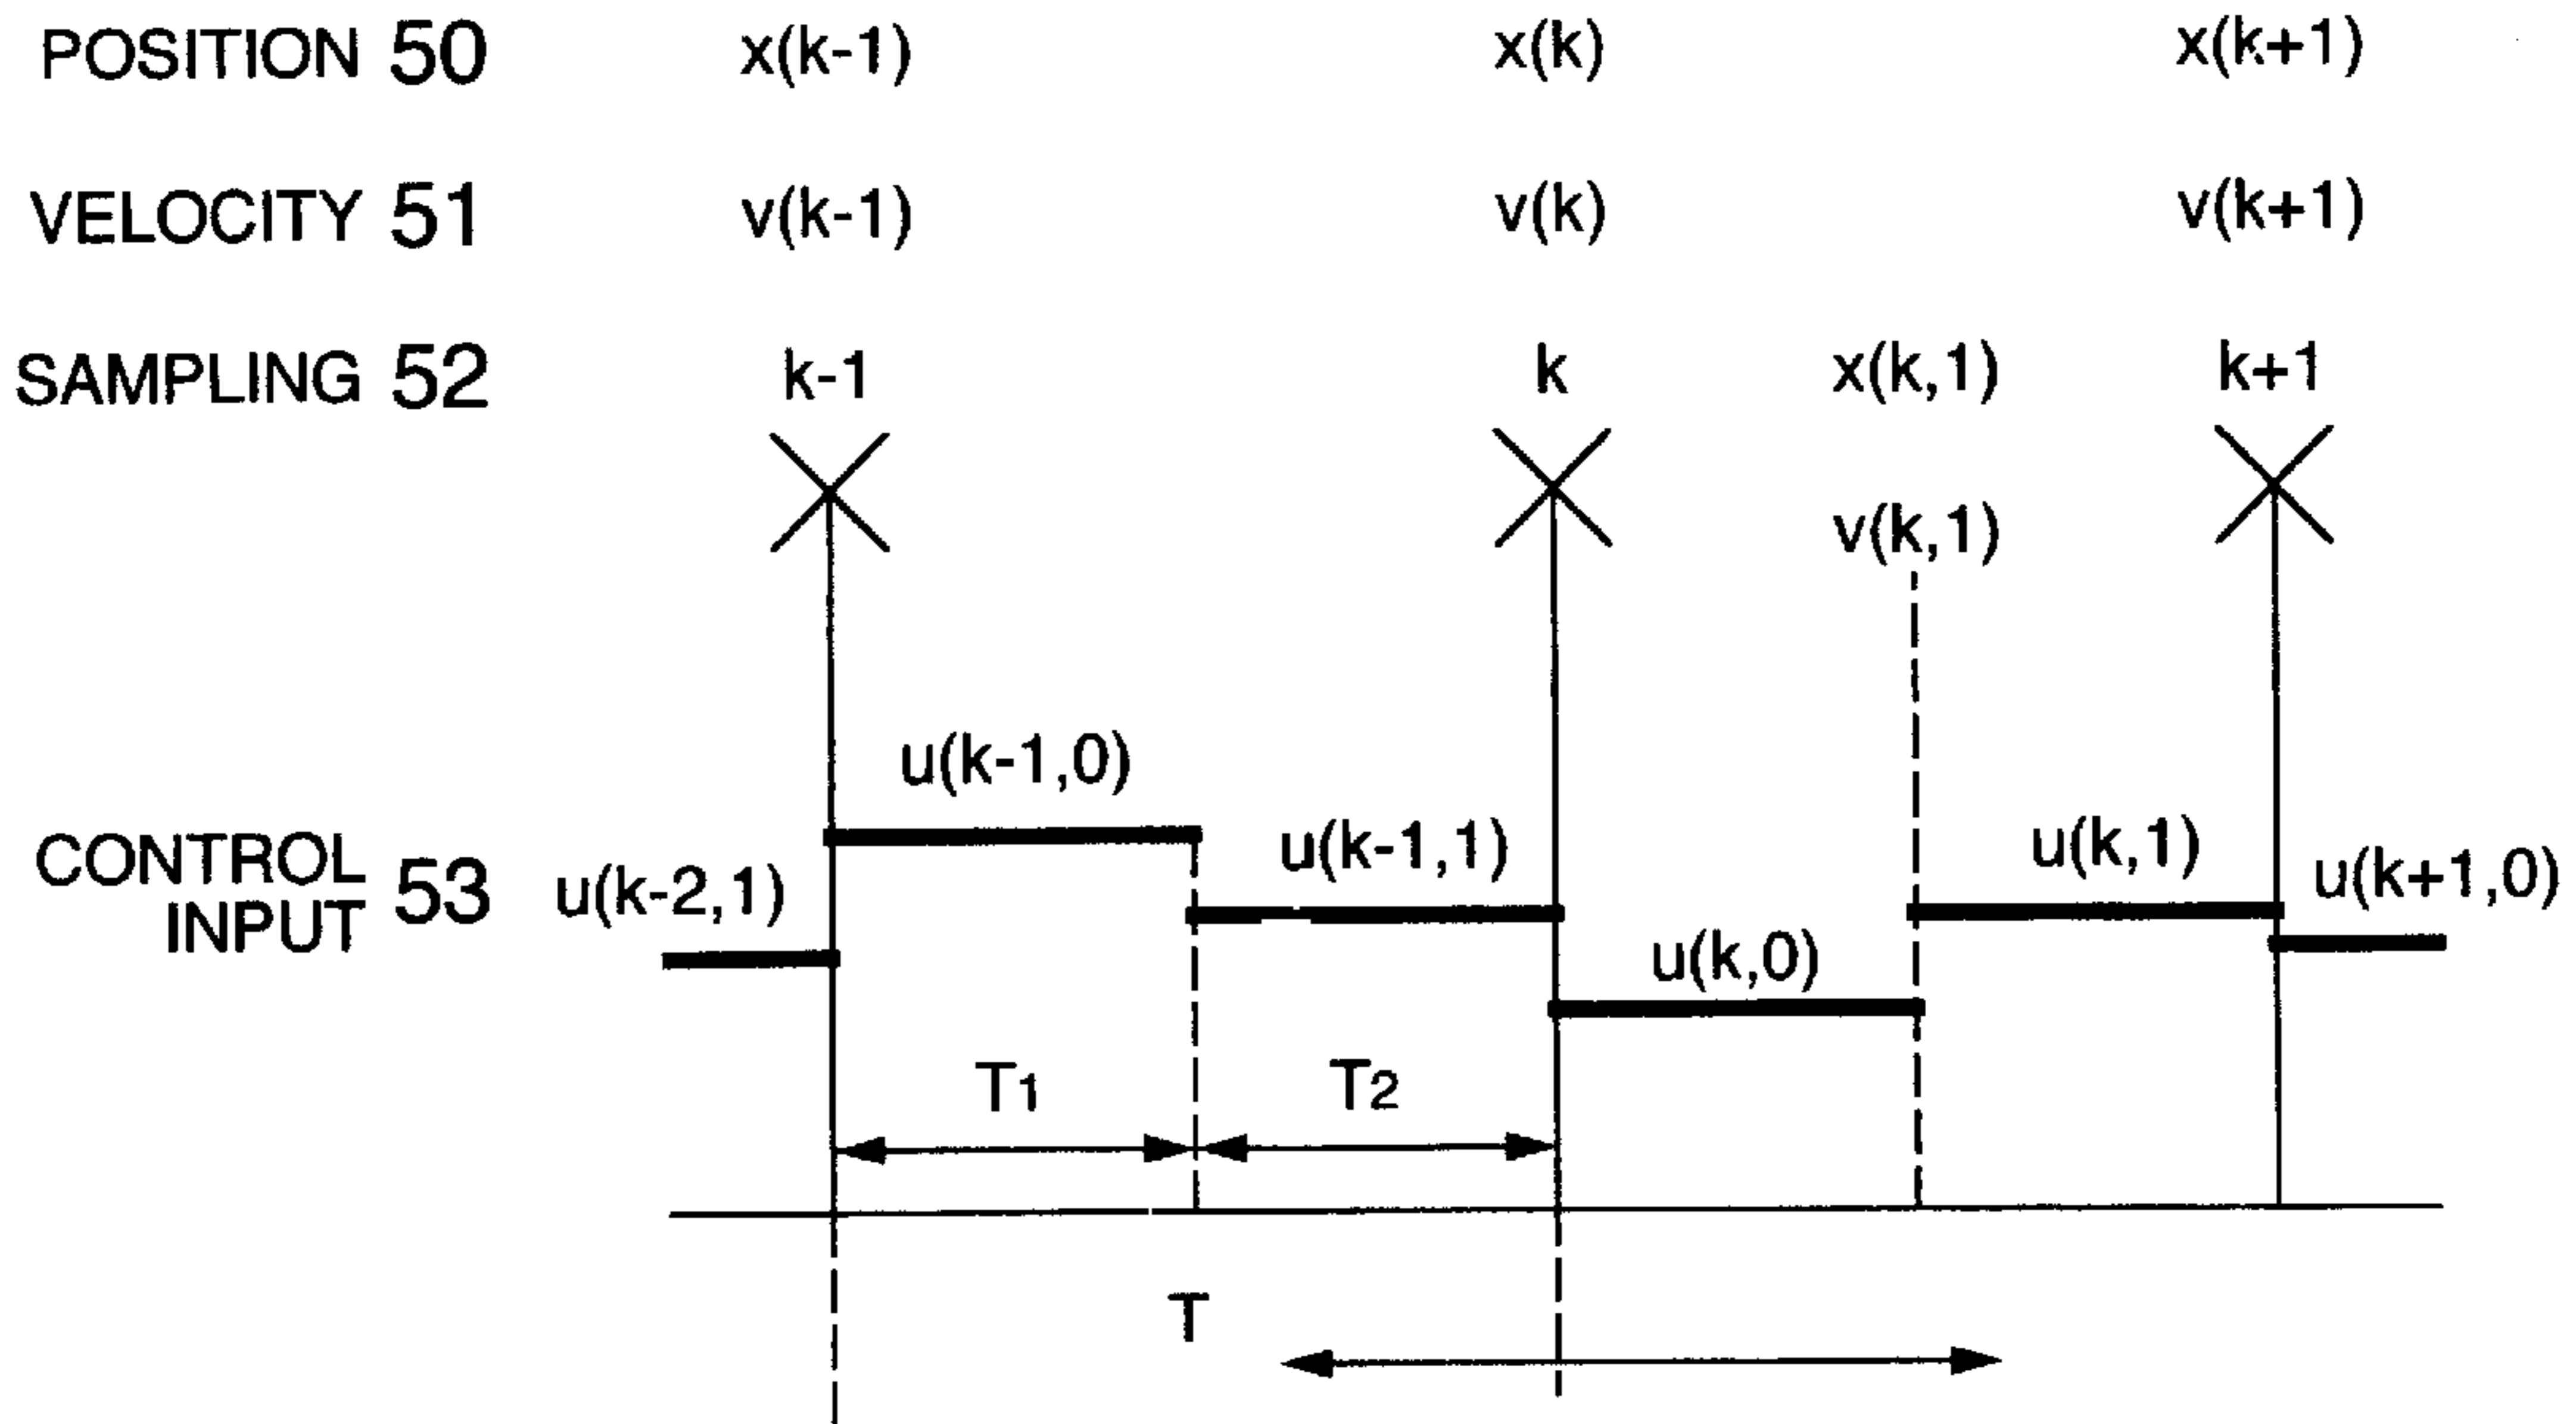 POSITION 50 x(k-1) x(k) x(k+1)
VELOCITY 51 v(k-1) v(k) v(k+1)
SAMPLING 52 k-1 k x(k,1) k+1
v(k,1)
u(k-1,0)
CONTROL INPUT 53
u(k-2,1) u(k-1,1) u(k,0) u(k,1) u(k+1,0)
T1 T2
T